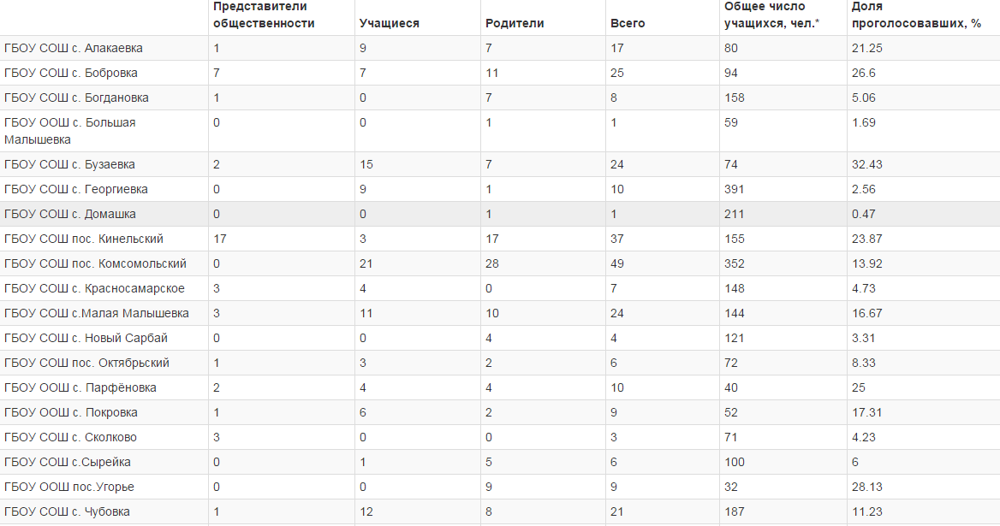 Представители общественности Учащиеся Родители Всего Общее число учащихся, чел.* Доля проголосовавших, %
ГБОУ СОШ с. Алакаевка 1 9 7 17 80 21.25
ГБОУ СОШ с. Бобровка 7 7 11 25 94 26.6
ГБОУ СОШ с. Богдановка 1 0 7 8 158 5.06
ГБОУ ООШ с. Большая Малышевка 0 0 1 1 59 1.69
ГБОУ СОШ с. Бузаевка 2 15 7 24 74 32.43
ГБОУ СОШ с. Георгиевка 0 9 1 10 391 2.56
ГБОУ СОШ с. Домашка 0 0 1 1 211 0.47
ГБОУ СОШ пос. Кинельский 17 3 17 37 155 23.87
ГБОУ СОШ пос. Комсомольский 0 21 28 49 352 13.92
ГБОУ СОШ с. Красносамарское 3 4 0 7 148 4.73
ГБОУ СОШ с.Малая Малышевка 3 11 10 24 144 16.67
ГБОУ СОШ с. Новый Сарбай 0 0 4 4 121 3.31
ГБОУ СОШ пос. Октябрьский 1 3 2 6 72 8.33
ГБОУ ООШ с. Парфёновка 2 4 4 10 40 25
ГБОУ ООШ с. Покровка 1 6 2 9 52 17.31
ГБОУ СОШ с. Сколково 3 0 0 3 71 4.23
ГБОУ СОШ с.Сырейка 0 1 5 6 100 6
ГБОУ ООШ пос.Угорье 0 0 9 9 32 28.13
ГБОУ СОШ с. Чубовка 1 12 8 21 187 11.23